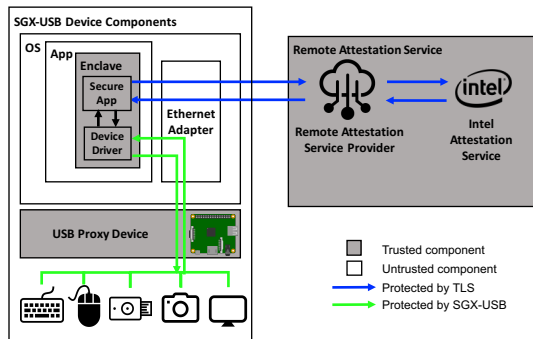 SGX-USB Device Components
OS
App
Enclave
Secure
App
Device
Driver
Ethernet
Adapter
USB Proxy Device
Remote Attestation Service
Remote Attestation
Service Provider
intel
Intel
Attestation
Service
Trusted component
Untrusted component
Protected by TLS
Protected by SGX-USB